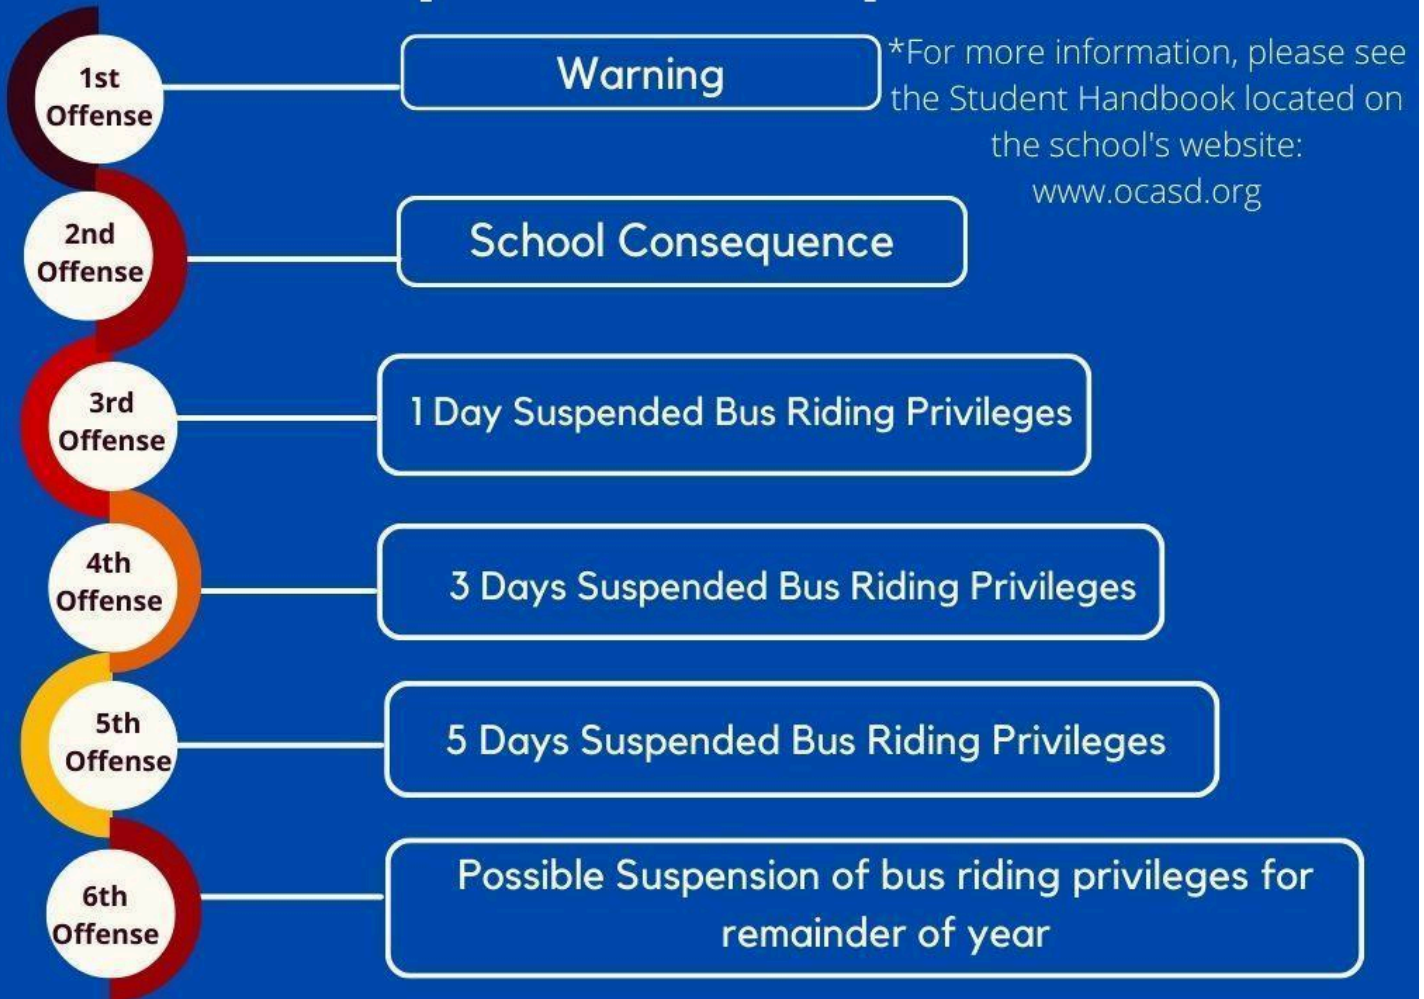 1st
Offense
Warning
*For more information, please see
the Student Handbook located on
the school's website:
www.ocasd.org
2nd
Offense
School Consequence
3rd
Offense
1 Day Suspended Bus Riding Privileges
4th
Offense
3 Days Suspended Bus Riding Privileges
5th
Offense
5 Days Suspended Bus Riding Privileges
6th
Offense
Possible Suspension of bus riding privileges for
remainder of year